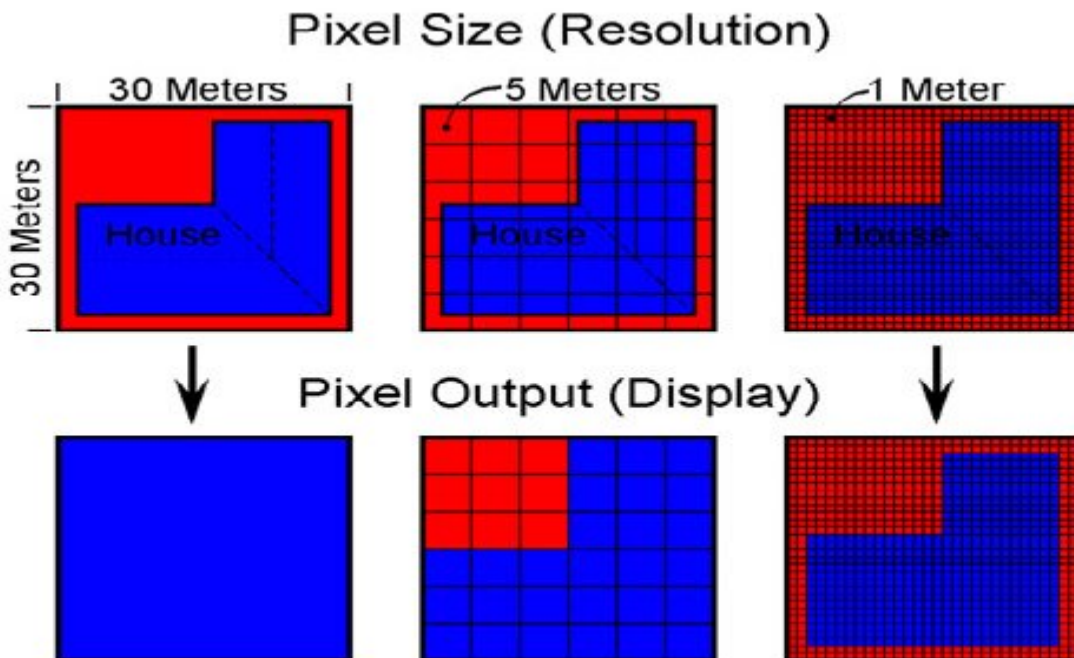 Pixel Size (Resolution)
30 Meters
5 Meters
1 Meter
30 Meters
House
House
House
Pixel Output (Display)